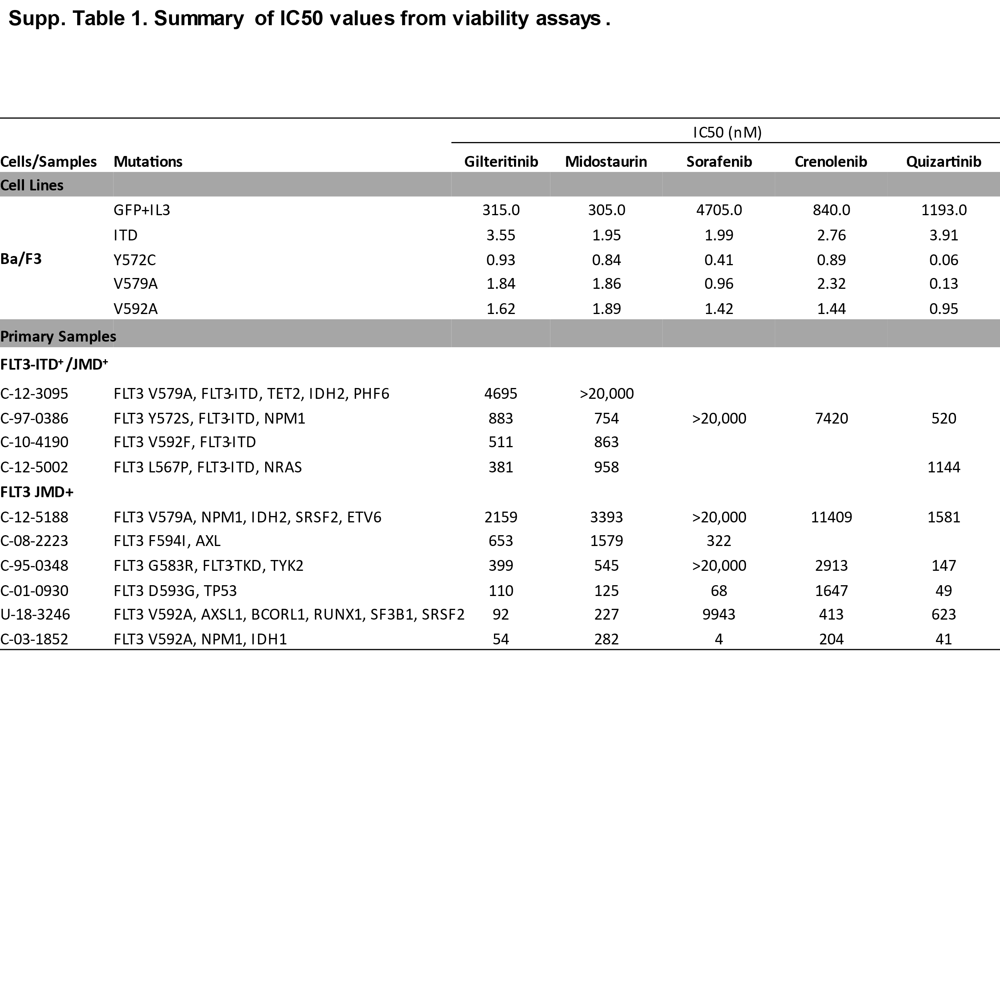 Supp. Table 1. Summary of IC50 values from viability assays .
IC50 (nM)
Cells/Samples Mutations Gilteritinib Midostaurin Sorafenib Crenolenib Quizartinib
Cell Lines
GFP+IL3 315.0 305.0 4705.0 840.0 1193.0
ITD 3.55 1.95 1.99 2.76 3.91
Ba/F3 Y572C 0.93 0.84 0.41 0.89 0.06
V579A 1.84 1.86 0.96 2.32 0.13
V592A 1.62 1.89 1.42 1.44 0.95
Primary Samples
FLT3-ITD⁺/JMD⁺
C-12-3095 FLT3 V579A, FLT3-ITD, TET2, IDH2, PHF6 4695 >20,000
C-97-0386 FLT3 Y572S, FLT3-ITD, NPM1 883 754 >20,000 7420 520
C-10-4190 FLT3 V592F, FLT3-ITD 511 863
C-12-5002 FLT3 L567P, FLT3-ITD, NRAS 381 958 1144
FLT3 JMD+
C-12-5188 FLT3 V579A, NPM1, IDH2, SRSF2, ETV6 2159 3393 >20,000 11409 1581
C-08-2223 FLT3 F594I, AXL 653 1579 322
C-95-0348 FLT3 G583R, FLT3-TKD, TYK2 399 545 >20,000 2913 147
C-01-0930 FLT3 D593G, TP53 110 125 68 1647 49
U-18-3246 FLT3 V592A, AXSL1, BCORL1, RUNX1, SF3B1, SRSF2 92 227 9943 413 623
C-03-1852 FLT3 V592A, NPM1, IDH1 54 282 4 204 41